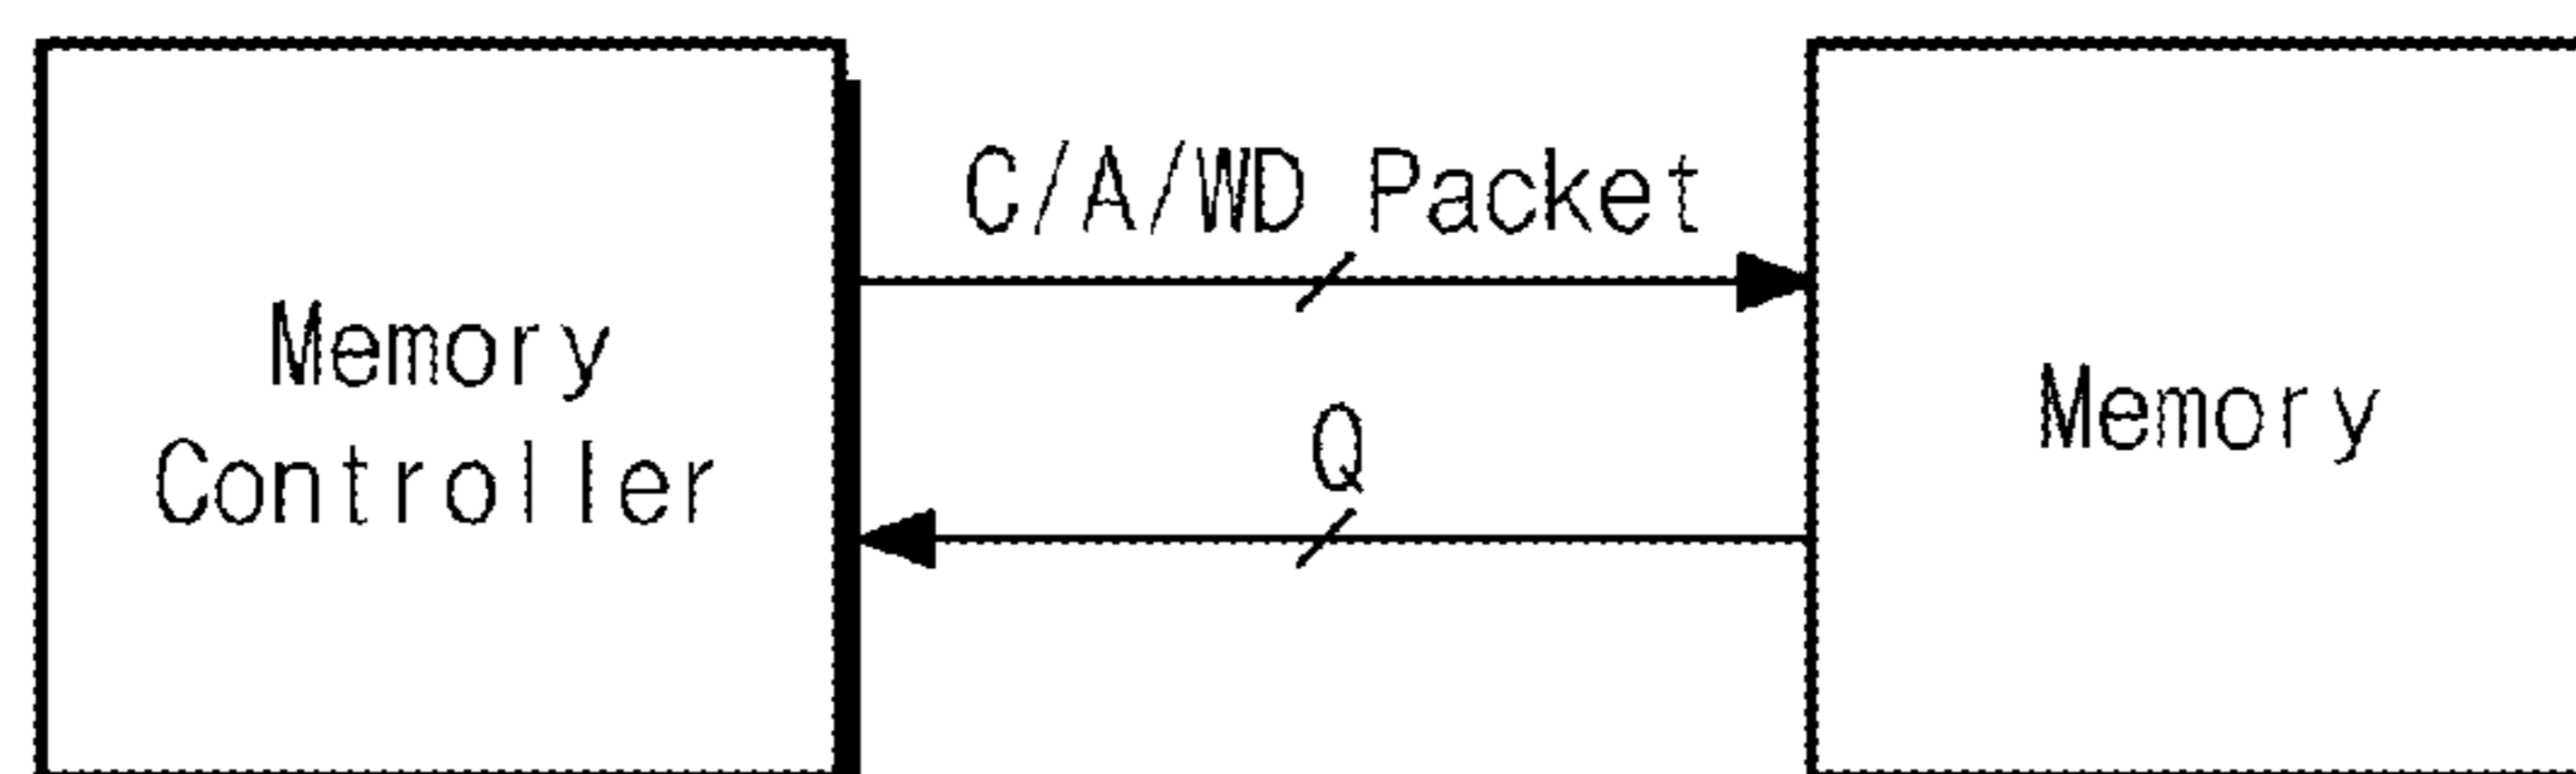 Memory
Controller
C/A/WD Packet
Q
Memory